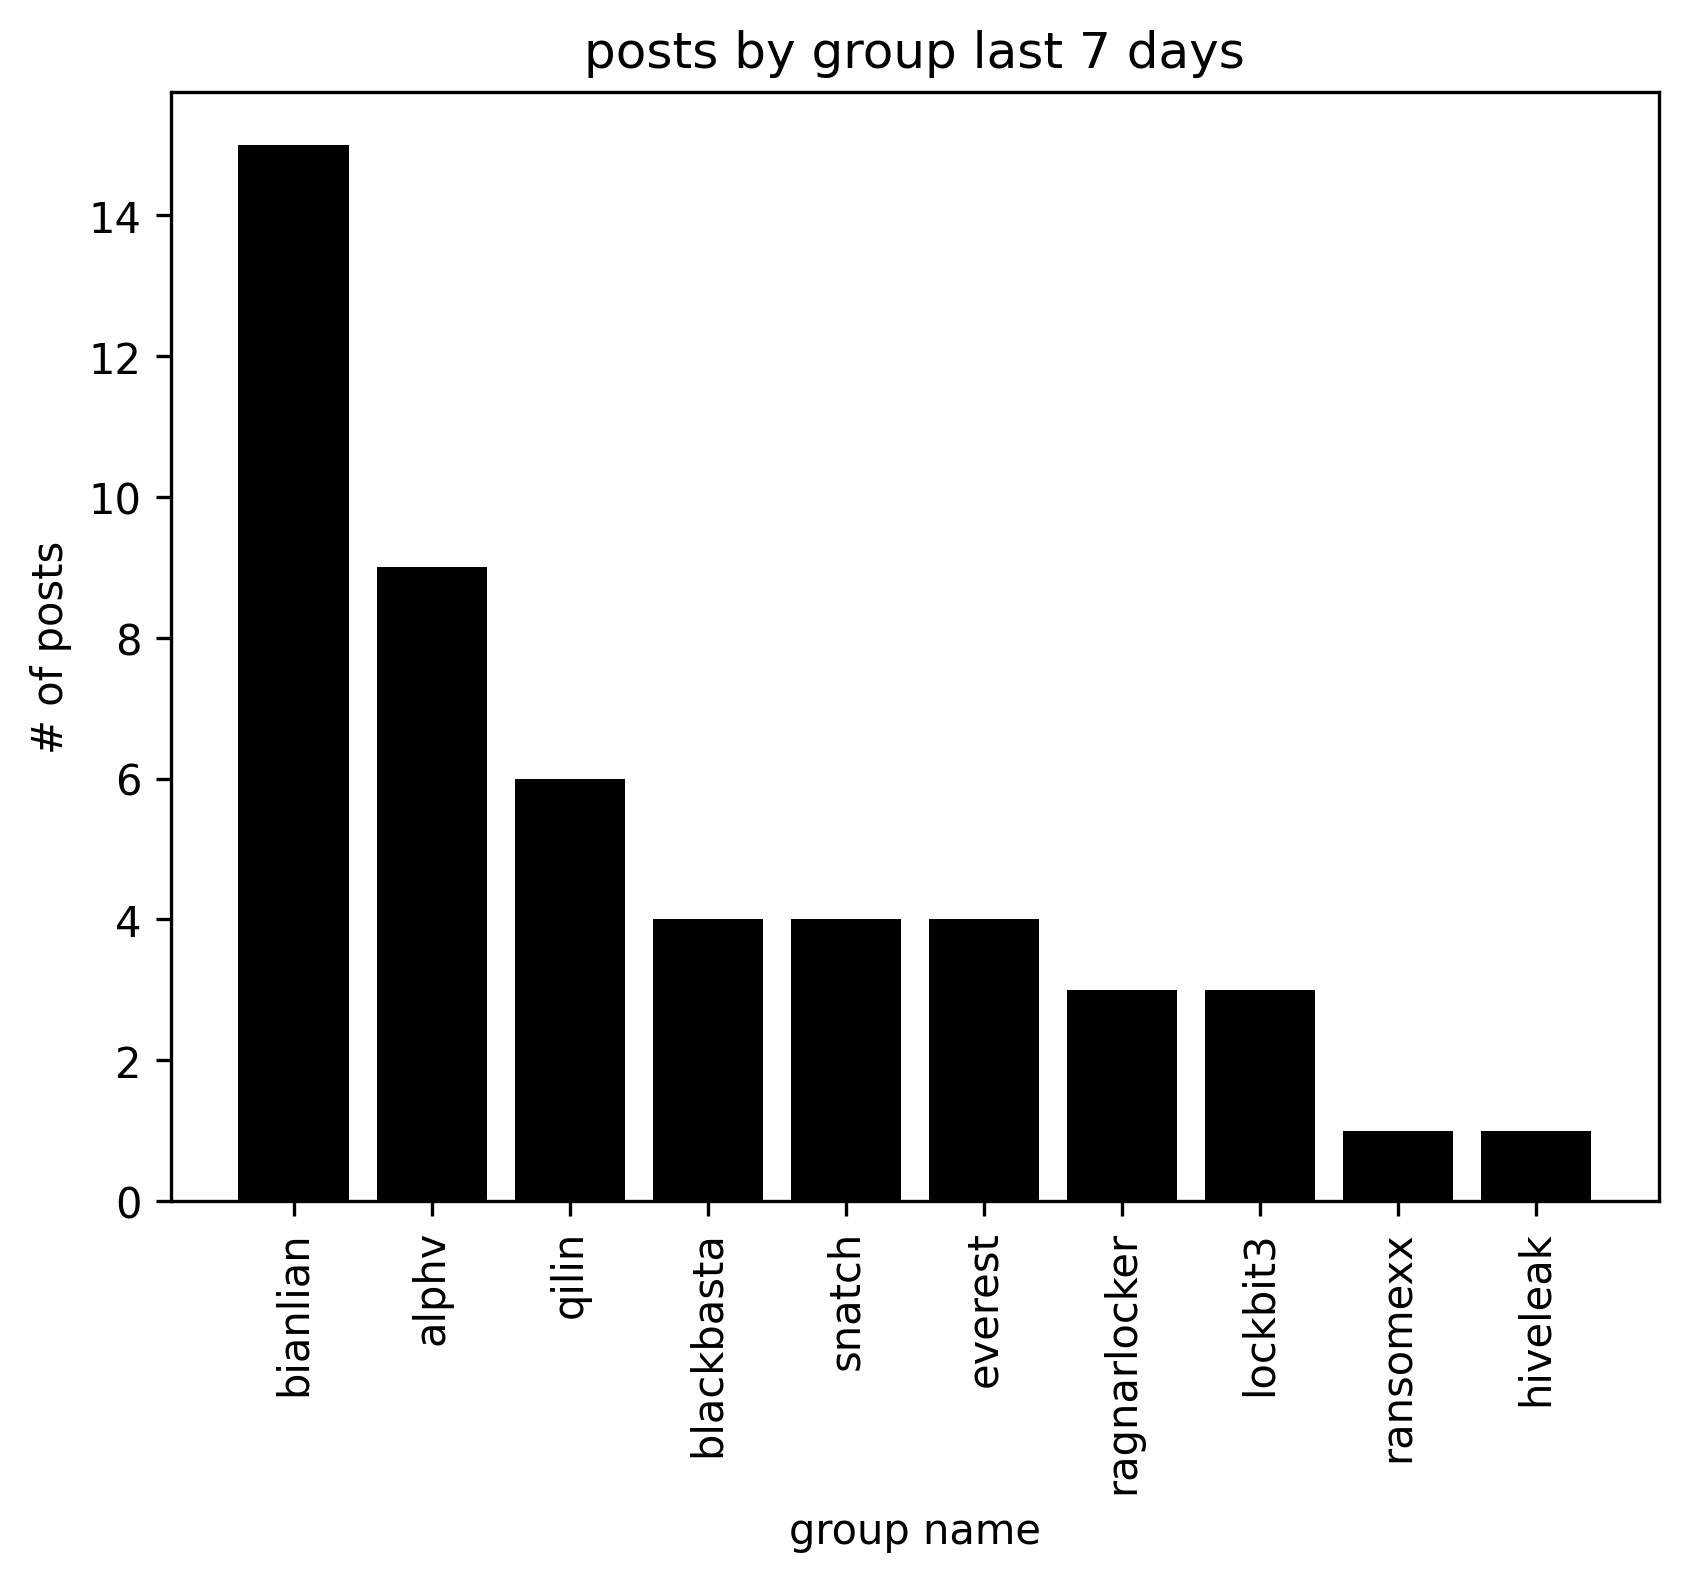 posts by group last 7 days
# of posts
14
12
10
8
6
4
2
0
bianlian
alphv
qilin
blackbasta
snatch
everest
ragnarlocker
lockbit3
ransomexx
hiveleak
group name